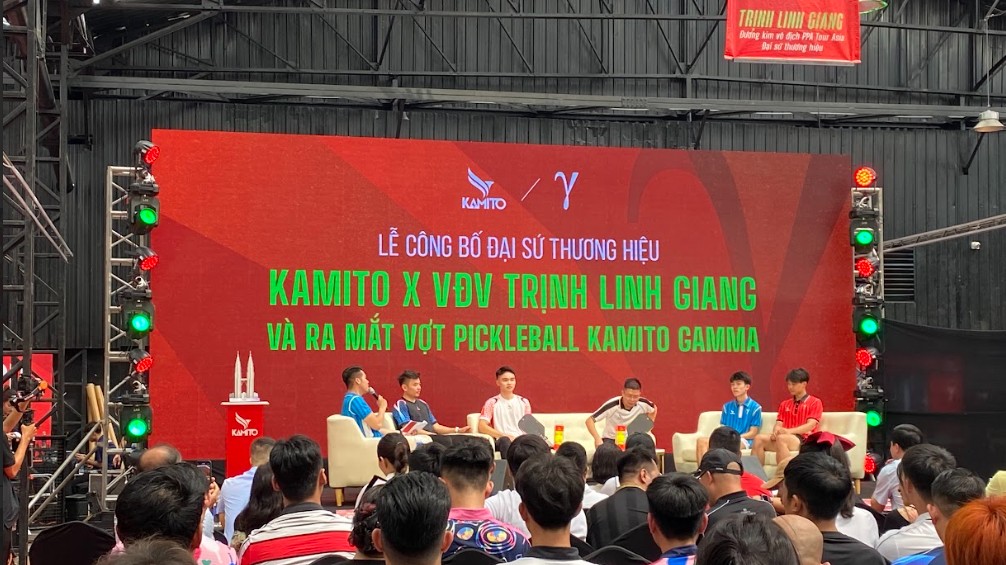 TRỊNH LINH GIANG
Đương kim vô địch PPA Tour Asia
Đại sứ thương hiệu
KAMITO / γ
LỄ CÔNG BỐ ĐẠI SỨ THƯƠNG HIỆU
KAMITO X VĐV TRỊNH LINH GIANG
VÀ RA MẮT VỢT PICKLEBALL KAMITO GAMMA
KAMITO